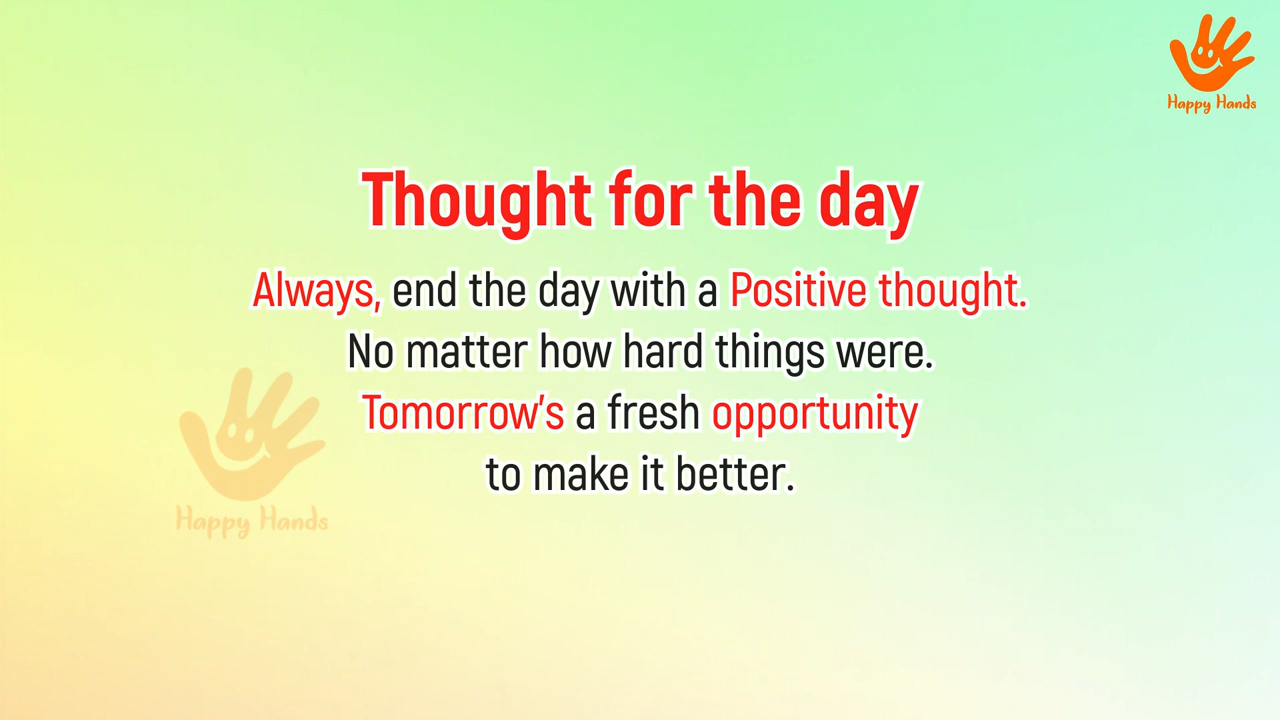 Happy Hands
Thought for the day
Always, end the day with a Positive thought.
No matter how hard things were.
Tomorrow's a fresh opportunity
to make it better.
Happy Hands